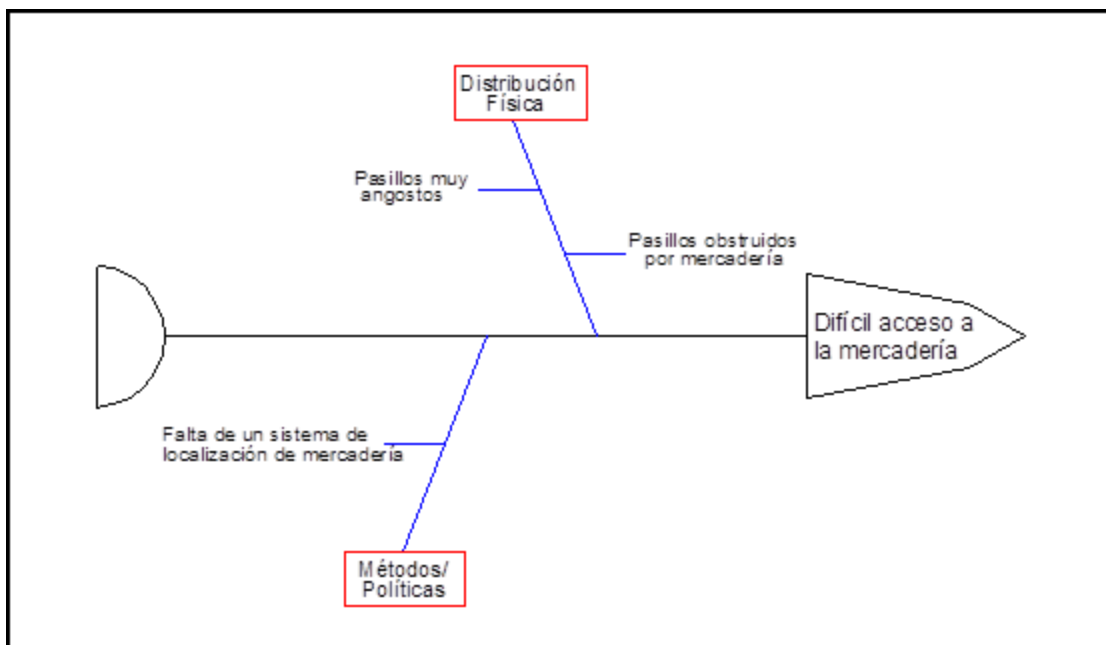 Distribución
Física
Pasillos muy
angostos
Pasillos obstruidos
por mercadería
Difícil acceso a
la mercadería
Falta de un sistema de
localización de mercadería
Métodos/
Políticas